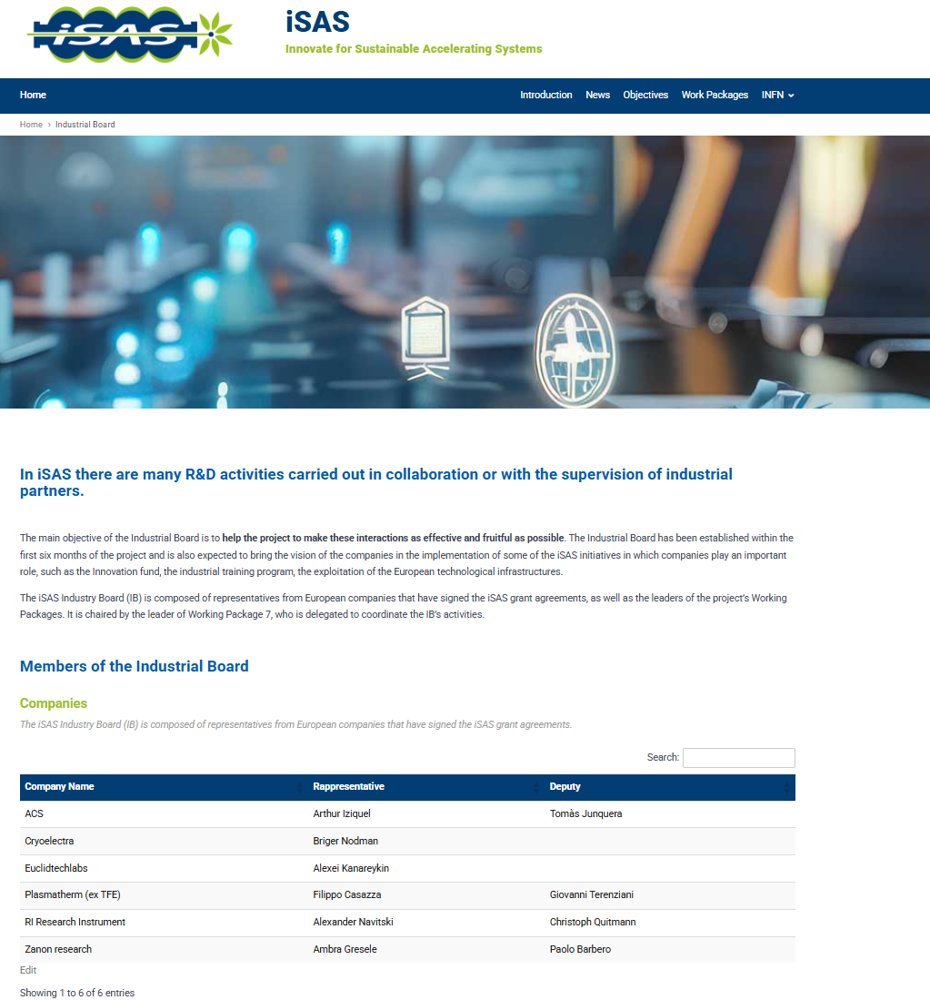 iSAS
iSAS
Innovate for Sustainable Accelerating Systems
Home Introduction News Objectives Work Packages INFN
Home › Industrial Board
In iSAS there are many R&D activities carried out in collaboration or with the supervision of industrial
partners.
The main objective of the Industrial Board is to help the project to make these interactions as effective and fruitful as possible. The Industrial Board has been established within the
first six months of the project and is also expected to bring the vision of the companies in the implementation of some of the iSAS initiatives in which companies play an important
role, such as the Innovation fund, the industrial training program, the exploitation of the European technological infrastructures.
The iSAS Industry Board (IB) is composed of representatives from European companies that have signed the iSAS grant agreements, as well as the leaders of the project's Working
Packages. It is chaired by the leader of Working Package 7, who is delegated to coordinate the IB's activities.
Members of the Industrial Board
Companies
The iSAS Industry Board (IB) is composed of representatives from European companies that have signed the iSAS grant agreements.
Search:
Company Name Rappresentative Deputy
ACS Arthur Iziquel Tomàs Junquera
Cryoelectra Briger Nodman
Euclidtechlabs Alexei Kanareykin
Plasmatherm (ex TFE) Filippo Casazza Giovanni Terenziani
RI Research Instrument Alexander Navitski Christoph Quitmann
Zanon research Ambra Gresele Paolo Barbero
Edit
Showing 1 to 6 of 6 entries